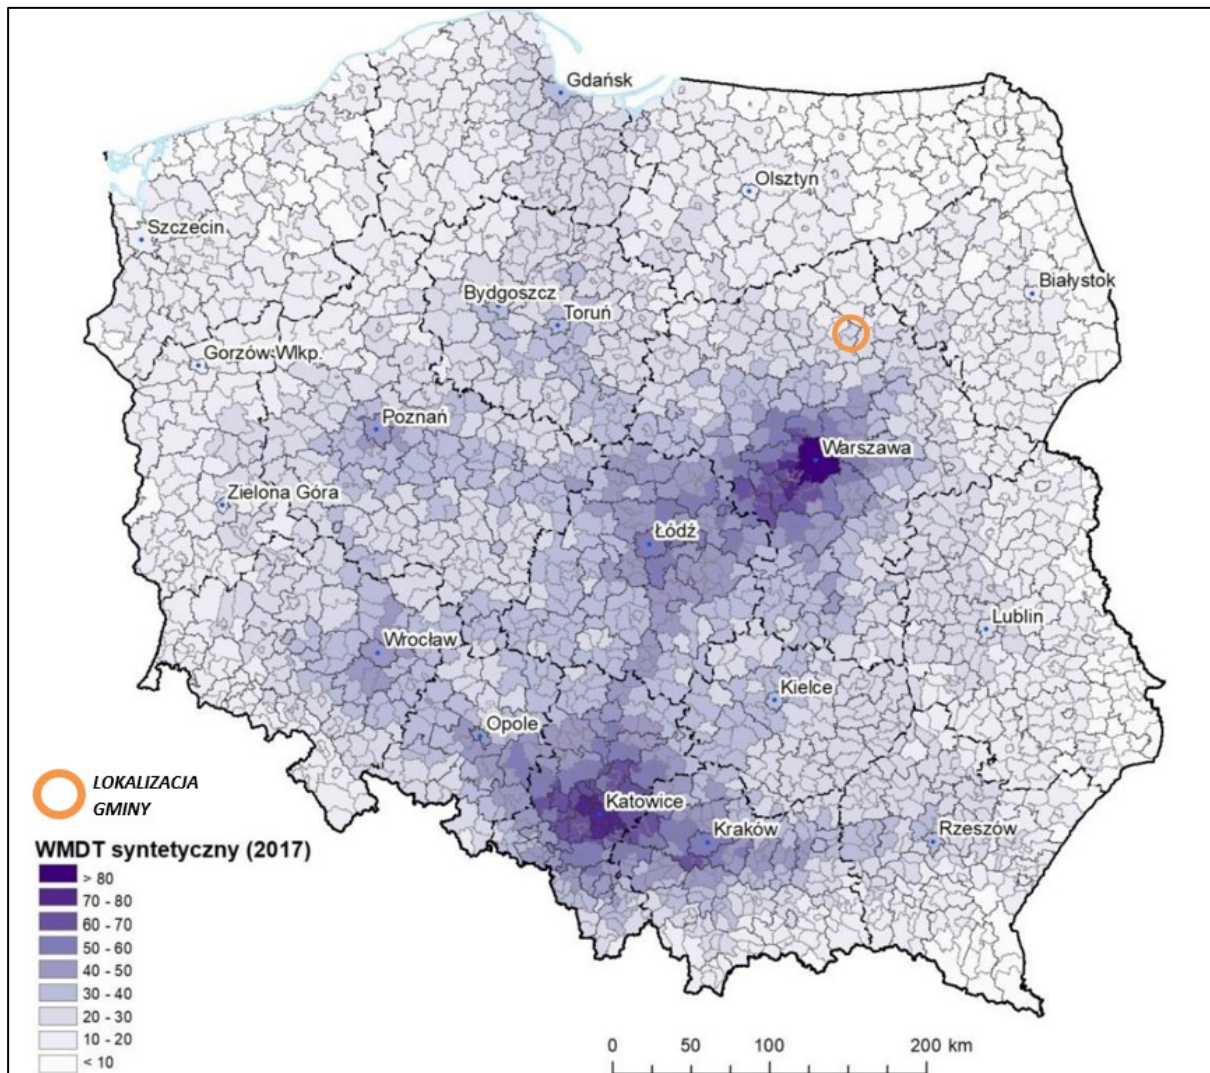 Gdańsk
Olsztyn
Szczecin
Białystok
Bydgoszcz
Toruń
Gorzów Wlkp.
Poznań
Warszawa
Zielona Góra
Łódź
Lublin
Wrocław
Kielce
Opole
LOKALIZACJA
GMINY
Katowice
Kraków
Rzeszów
WMDT syntetyczny (2017)
> 80
70 - 80
60 - 70
50 - 60
40 - 50
30 - 40
20 - 30
10 - 20
< 10
0 50 100 200 km